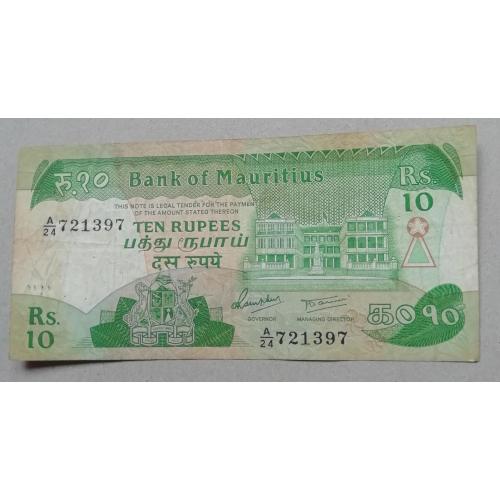 रु.१०
Bank of Mauritius
Rs.
10
THIS NOTE IS LEGAL TENDER FOR THE PAYMENT
OF THE AMOUNT STATED THEREON
A/24 721397
TEN RUPEES
பத்து ரூபாய்
दस रुपये
Rs.
10
GOVERNOR
MANAGING DIRECTOR
A/24 721397